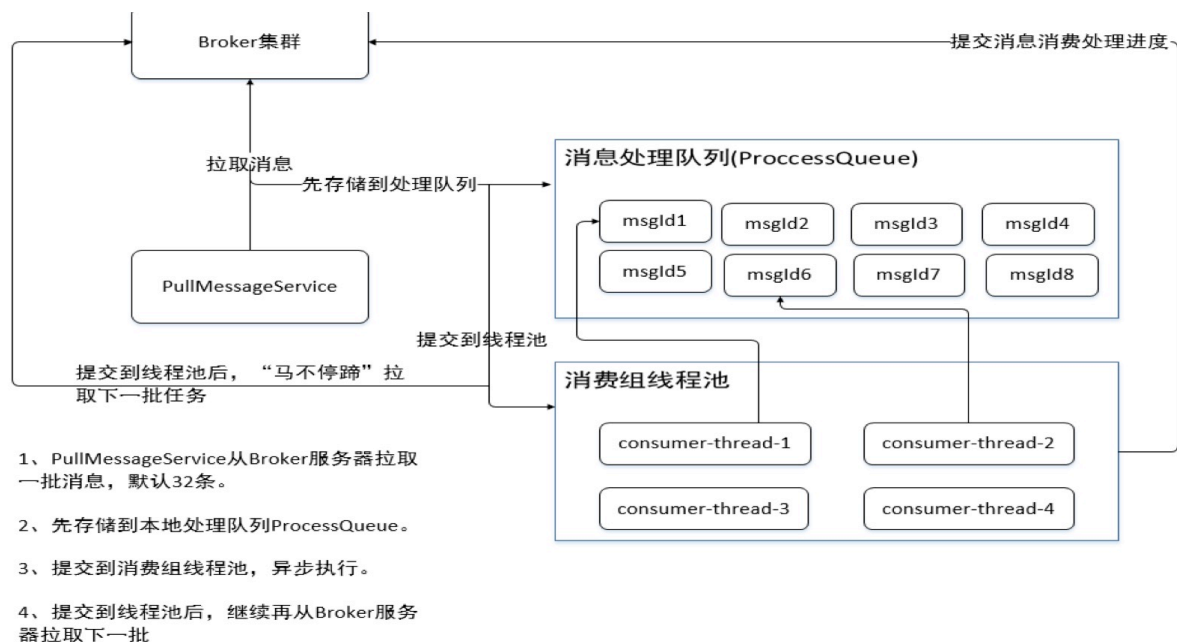 Broker集群
提交消息消费处理进度
拉取消息
先存储到处理队列
消息处理队列(ProccessQueue)
msgId1
msgId2
msgId3
msgId4
msgId5
msgId6
msgId7
msgId8
PullMessageService
提交到线程池
提交到线程池后，“马不停蹄”拉
取下一批任务
消费组线程池
consumer-thread-1
consumer-thread-2
consumer-thread-3
consumer-thread-4
1、PullMessageService从Broker服务器拉取
一批消息，默认32条。
2、先存储到本地处理队列ProcessQueue。
3、提交到消费组线程池，异步执行。
4、提交到线程池后，继续再从Broker服务
器拉取下一批